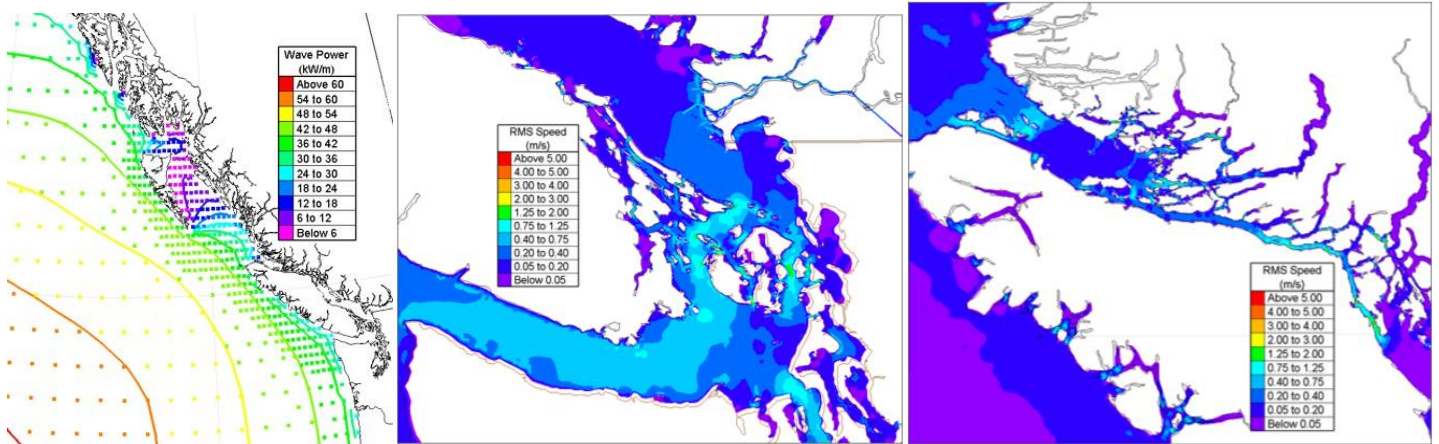 Wave Power
(kW/m)
Above 60
54 to 60
48 to 54
42 to 48
36 to 42
30 to 36
24 to 30
18 to 24
12 to 18
6 to 12
Below 6
RMS Speed
(m/s)
Above 5.00
4.00 to 5.00
3.00 to 4.00
2.00 to 3.00
1.25 to 2.00
0.75 to 1.25
0.40 to 0.75
0.20 to 0.40
0.05 to 0.20
Below 0.05
RMS Speed
(m/s)
Above 5.00
4.00 to 5.00
3.00 to 4.00
2.00 to 3.00
1.25 to 2.00
0.75 to 1.25
0.40 to 0.75
0.20 to 0.40
0.05 to 0.20
Below 0.05